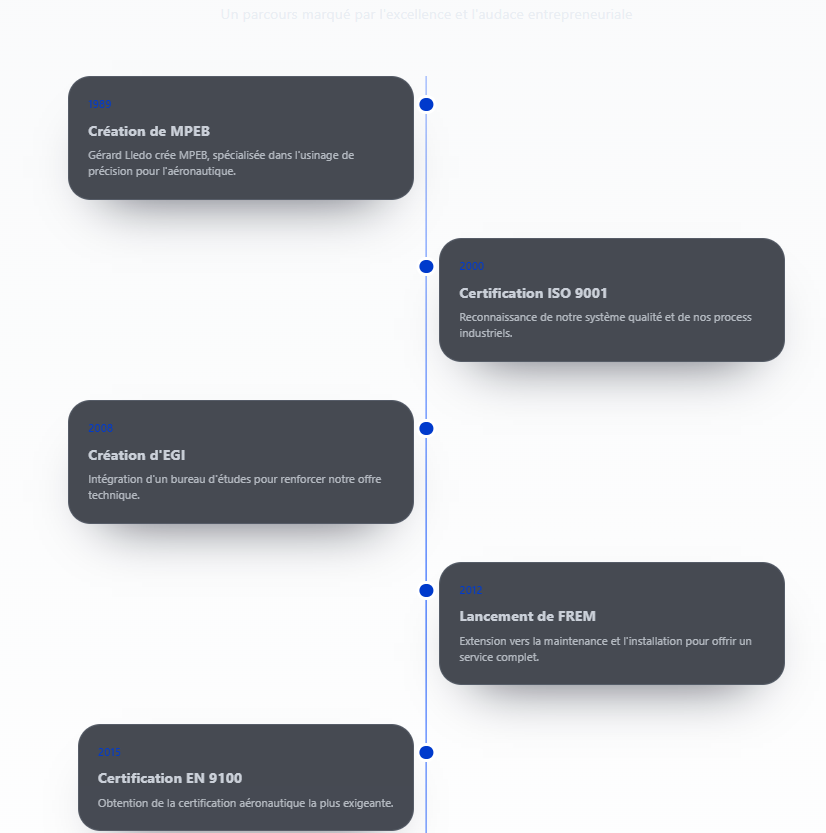 Un parcours marqué par l'excellence et l'audace entrepreneuriale
1989
Création de MPEB
Gérard Lledo crée MPEB, spécialisée dans l'usinage de
précision pour l'aéronautique.
2000
Certification ISO 9001
Reconnaissance de notre système qualité et de nos process
industriels.
2008
Création d'EGI
Intégration d'un bureau d'études pour renforcer notre offre
technique.
2012
Lancement de FREM
Extension vers la maintenance et l'installation pour offrir un
service complet.
2015
Certification EN 9100
Obtention de la certification aéronautique la plus exigeante.